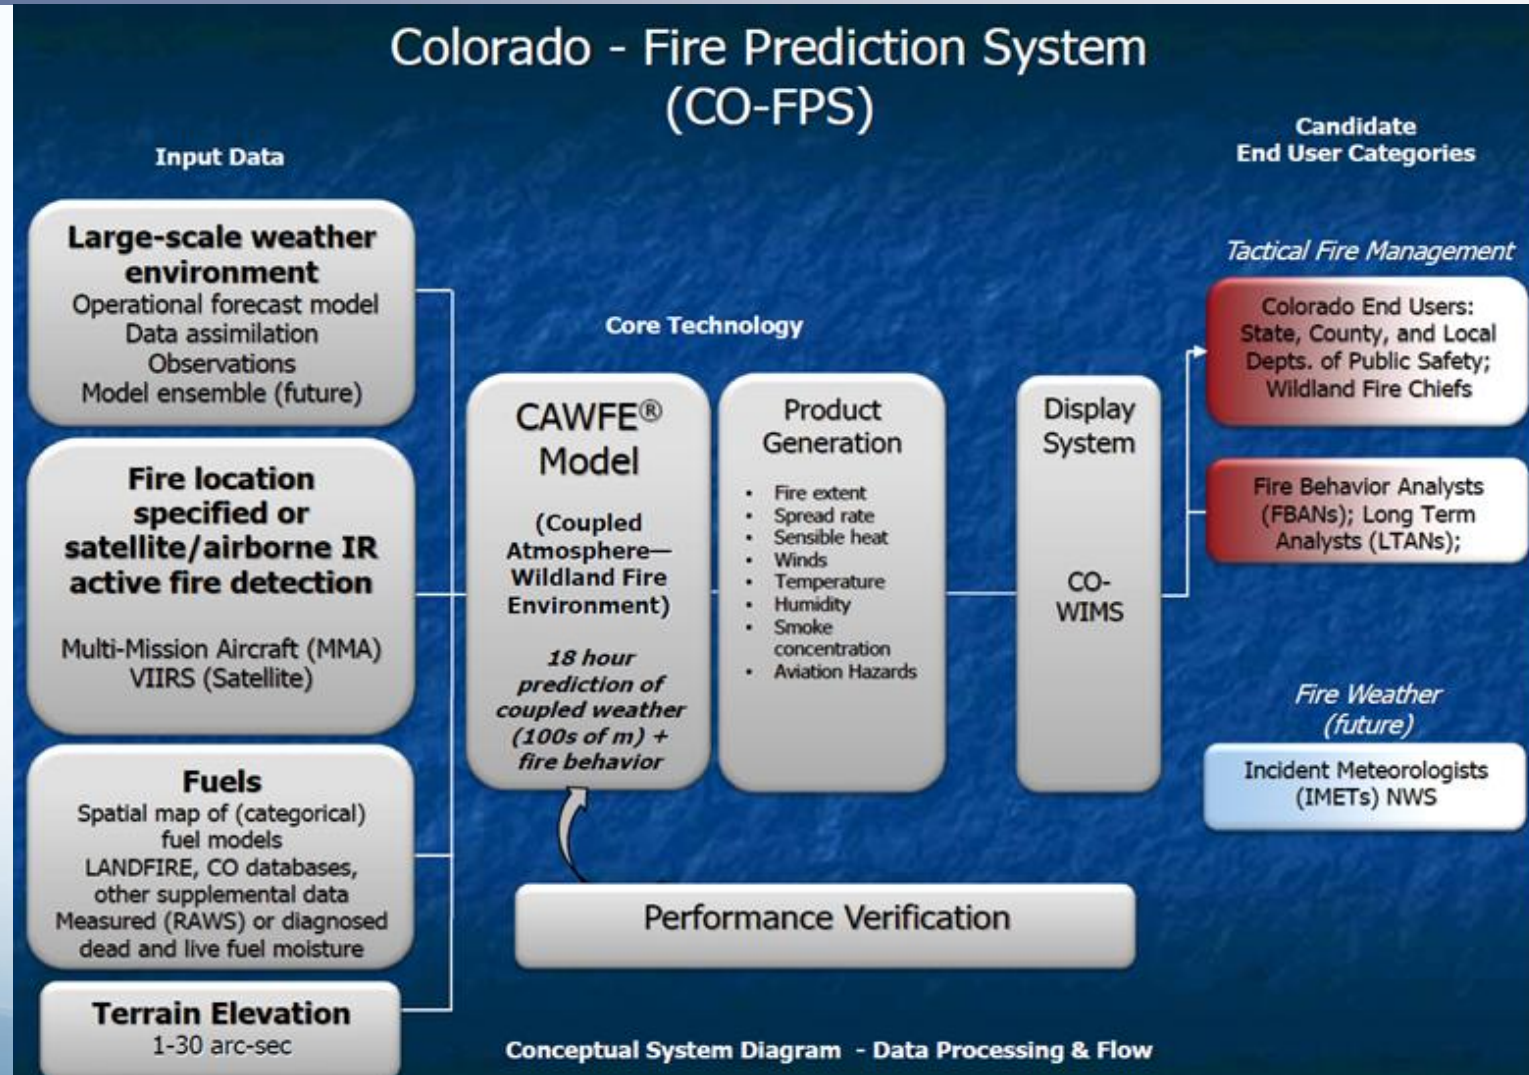 Colorado - Fire Prediction System
(CO-FPS)
Input Data
Large-scale weather
environment
Operational forecast model
Data assimilation
Observations
Model ensemble (future)
Fire location
specified or
satellite/airborne IR
active fire detection
Multi-Mission Aircraft (MMA)
VIIRS (Satellite)
Fuels
Spatial map of (categorical)
fuel models
LANDFIRE, CO databases,
other supplemental data
Measured (RAWS) or diagnosed
dead and live fuel moisture
Terrain Elevation
1-30 arc-sec
Core Technology
CAWFE®
Model
(Coupled
Atmosphere—
Wildland Fire
Environment)
18 hour
prediction of
coupled weather
(100s of m) +
fire behavior
Product
Generation
• Fire extent
• Spread rate
• Sensible heat
• Winds
• Temperature
• Humidity
• Smoke
concentration
• Aviation Hazards
Display
System
CO-
WIMS
Performance Verification
Candidate
End User Categories
Tactical Fire Management
Colorado End Users:
State, County, and Local
Depts. of Public Safety;
Wildland Fire Chiefs
Fire Behavior Analysts
(FBANs); Long Term
Analysts (LTANs);
Fire Weather
(future)
Incident Meteorologists
(IMETs) NWS
Conceptual System Diagram - Data Processing & Flow